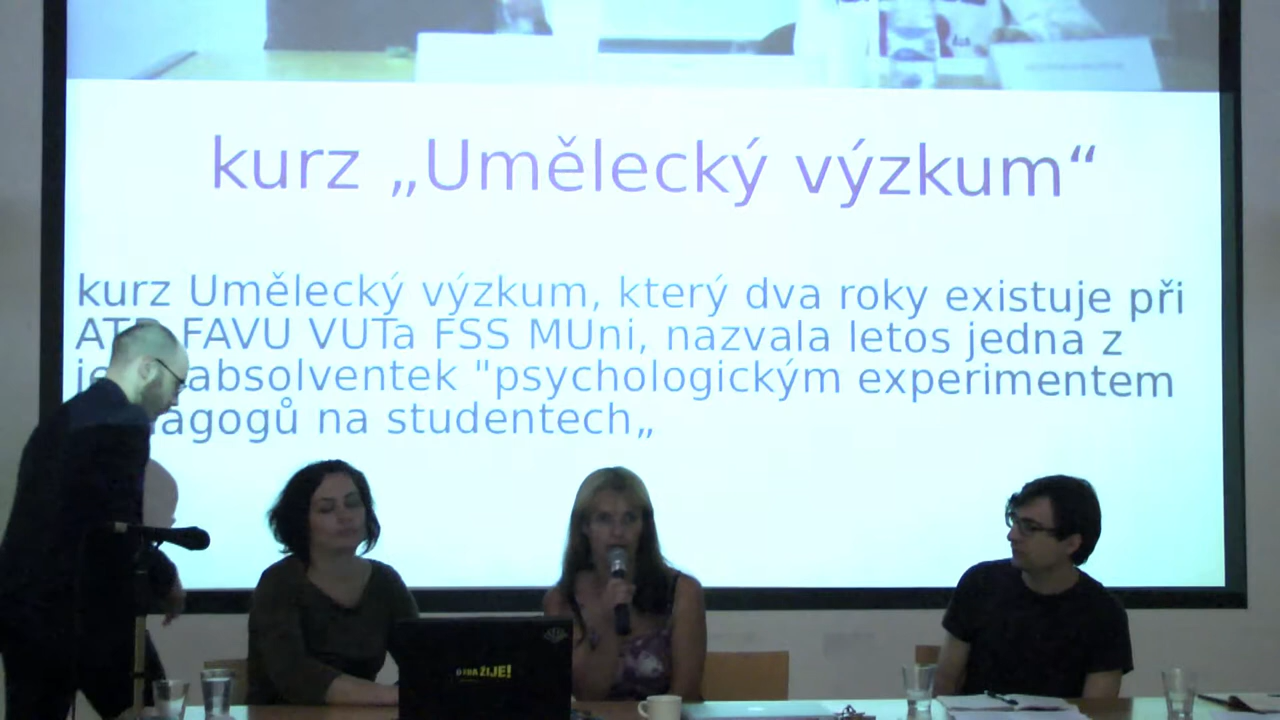 kurz „Umělecký výzkum“
kurz Umělecký výzkum, který dva roky existuje při
FAVU VUTa FSS MUni, nazvala letos jedna z
absolventek "psychologickým experimentem
na studentech„
ŽIJE!